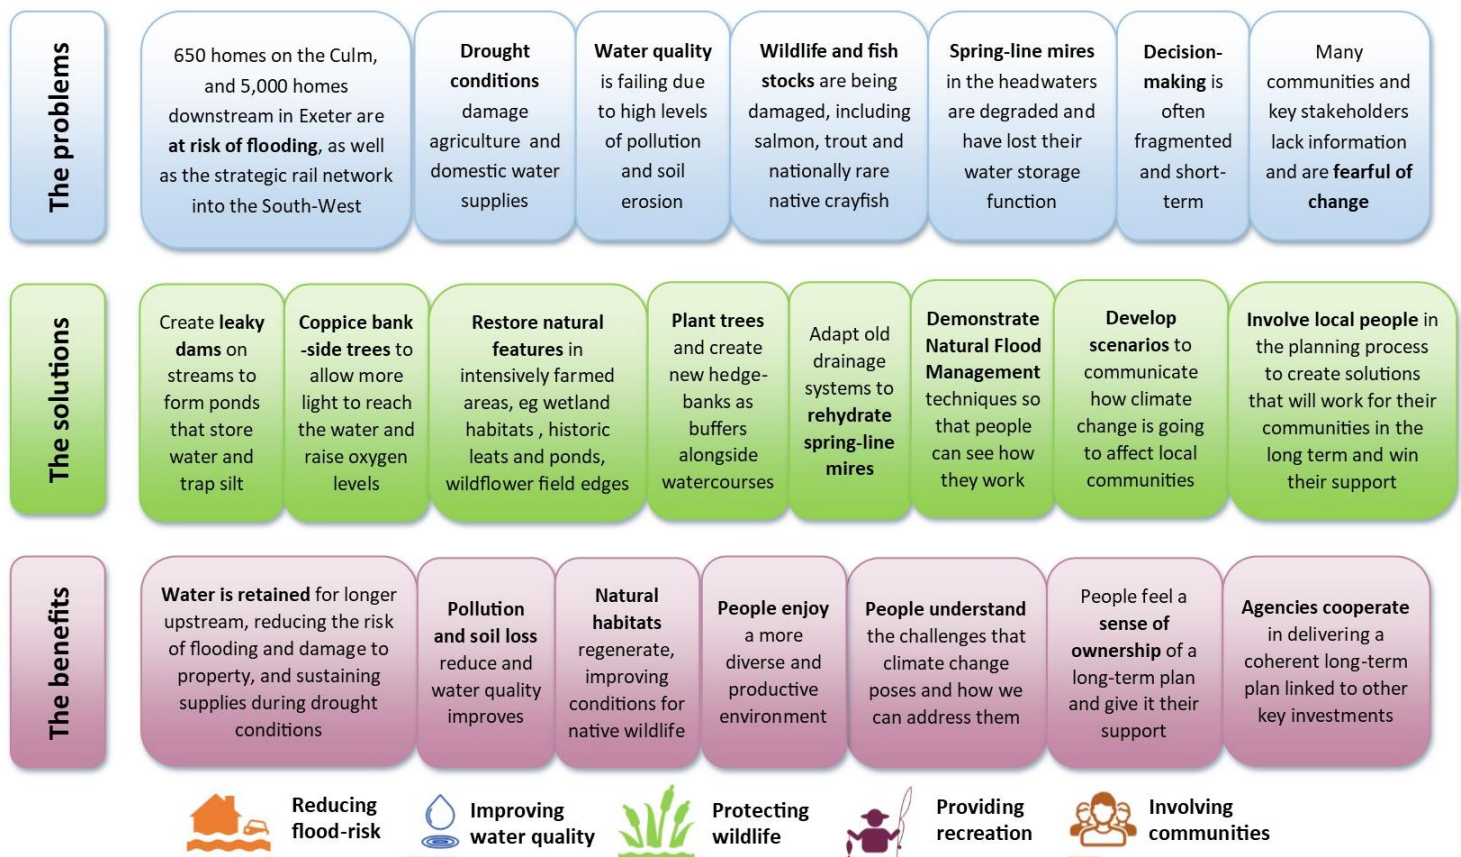 The problems
650 homes on the Culm,
and 5,000 homes
downstream in Exeter are
at risk of flooding, as well
as the strategic rail network
into the South-West
Drought
conditions
damage
agriculture and
domestic water
supplies
Water quality
is failing due
to high levels
of pollution
and soil
erosion
Wildlife and fish
stocks are being
damaged, including
salmon, trout and
nationally rare
native crayfish
Spring-line mires
in the headwaters
are degraded and
have lost their
water storage
function
Decision-
making is
often
fragmented
and short-
term
Many
communities and
key stakeholders
lack information
and are fearful of
change
The solutions
Create leaky
dams on
streams to
form ponds
that store
water and
trap silt
Coppice bank
-side trees to
allow more
light to reach
the water and
raise oxygen
levels
Restore natural
features in
intensively farmed
areas, eg wetland
habitats , historic
leats and ponds,
wildflower field edges
Plant trees
and create
new hedge-
banks as
buffers
alongside
watercourses
Adapt old
drainage
systems to
rehydrate
spring-line
mires
Demonstrate
Natural Flood
Management
techniques so
that people
can see how
they work
Develop
scenarios to
communicate
how climate
change is going
to affect local
communities
Involve local people in
the planning process
to create solutions
that will work for their
communities in the
long term and win
their support
The benefits
Water is retained for longer
upstream, reducing the risk
of flooding and damage to
property, and sustaining
supplies during drought
conditions
Pollution
and soil loss
reduce and
water quality
improves
Natural
habitats
regenerate,
improving
conditions for
native wildlife
People enjoy
a more
diverse and
productive
environment
People understand
the challenges that
climate change
poses and how we
can address them
People feel a
sense of
ownership of a
long-term plan
and give it their
support
Agencies cooperate
in delivering a
coherent long-term
plan linked to other
key investments
Reducing
flood-risk
Improving
water quality
Protecting
wildlife
Providing
recreation
Involving
communities